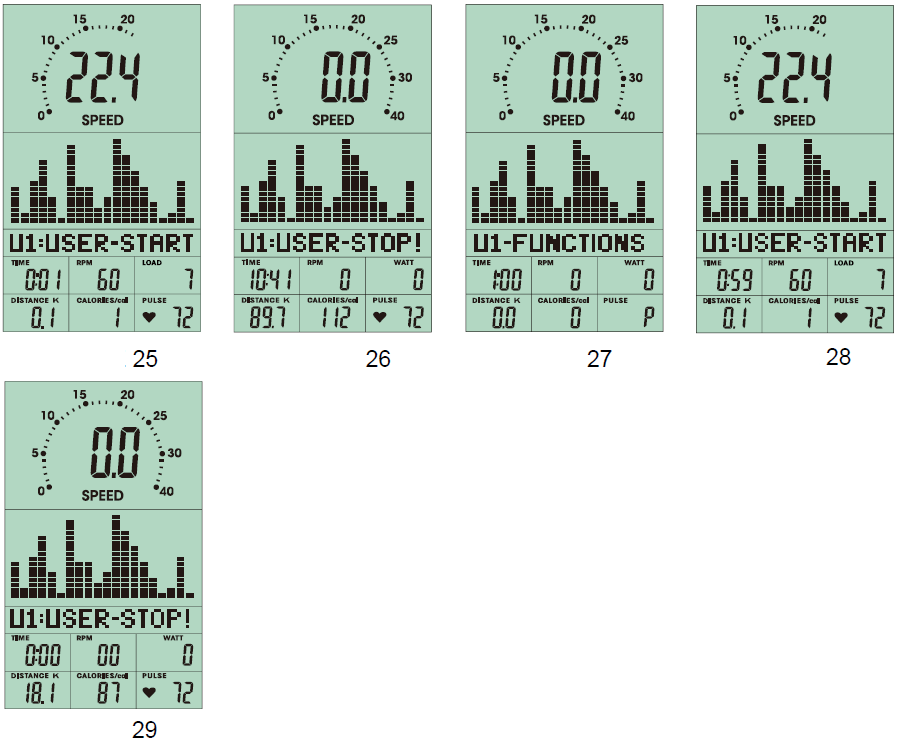 15 20
10
5
22.4
0
SPEED
U1:USER-START
TIME RPM LOAD
0:01 60 7
DISTANCE K CALORIES/cal PULSE
0.1 1 72
25
15 20
10 25
5 30
0.0
0 40
SPEED
U1:USER-STOP!
TIME RPM WATT
10:41 0 0
DISTANCE K CALORIES/cal PULSE
89.7 112 72
26
15 20
10 25
5 30
0.0
0 40
SPEED
U1-FUNCTIONS
TIME RPM WATT
1:00 0 0
DISTANCE K CALORIES/cal PULSE
0.0 0 P
27
15 20
10
5
22.4
0
SPEED
U1:USER-START
TIME RPM LOAD
0:59 60 7
DISTANCE K CALORIES/cal PULSE
0.1 1 72
28
15 20
10 25
5 30
0.0
0 40
SPEED
U1:USER-STOP!
TIME RPM WATT
0:00 00 0
DISTANCE K CALORIES/cal PULSE
18.1 87 72
29